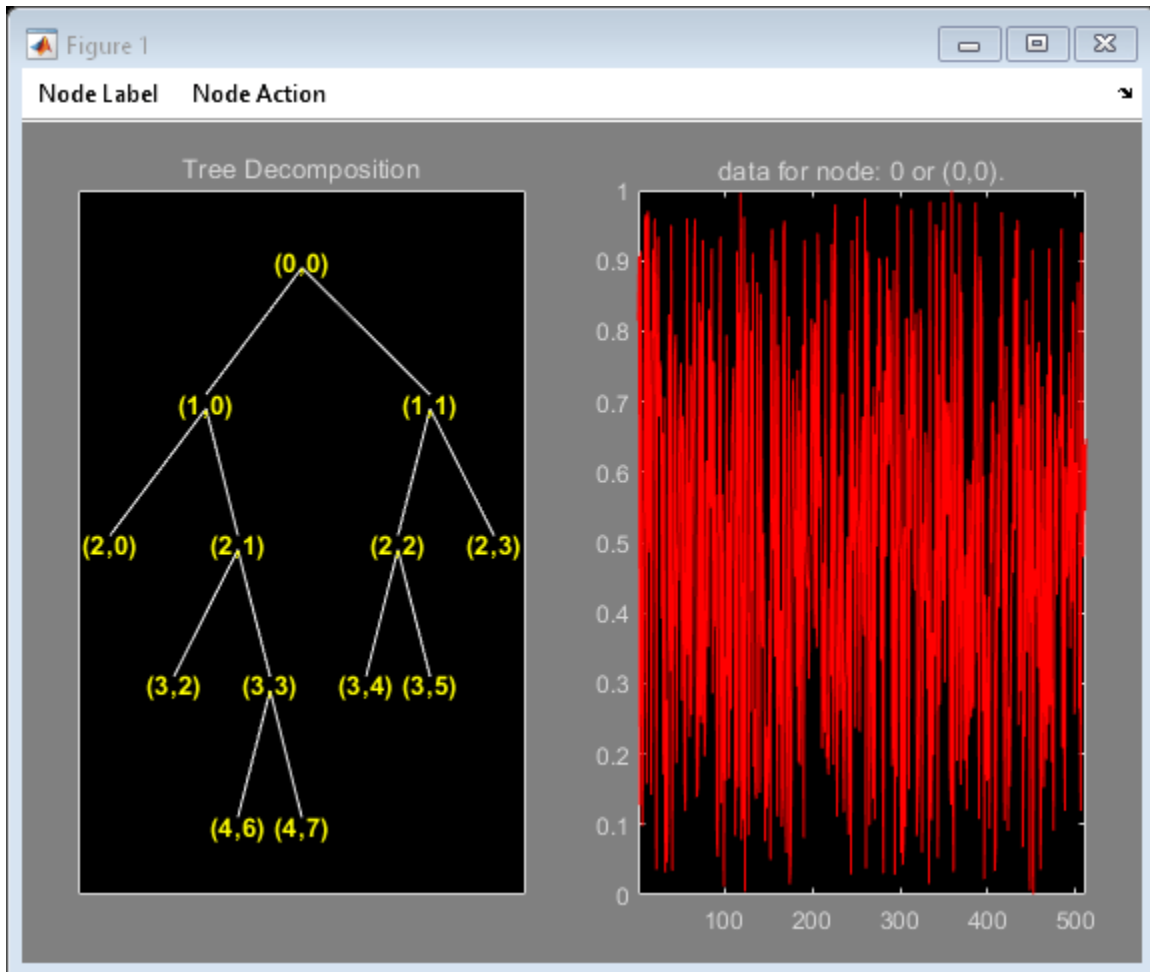 Figure 1
Node Label Node Action
Tree Decomposition
(0,0)
(1,0) (1,1)
(2,0) (2,1) (2,2) (2,3)
(3,2) (3,3) (3,4) (3,5)
(4,6) (4,7)
data for node: 0 or (0,0).
1
0.9
0.8
0.7
0.6
0.5
0.4
0.3
0.2
0.1
0
100 200 300 400 500